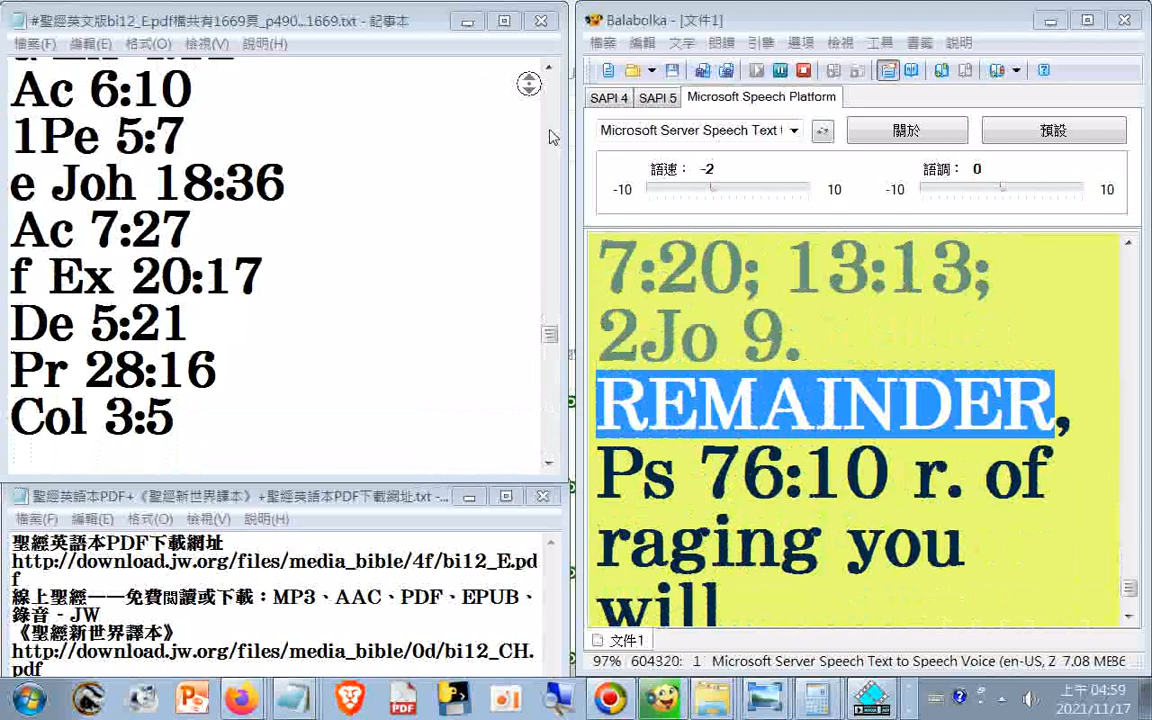 #聖經英文版bi12_E.pdf橫共有1669頁_p490...1669.txt - 記事本
檔案(F) 編輯(E) 格式(O) 檢視(V) 說明(H)
Ac 6:10
1Pe 5:7
e Joh 18:36
Ac 7:27
f Ex 20:17
De 5:21
Pr 28:16
Col 3:5
聖經英語本PDF+《聖經新世界譯本》+聖經英語本PDF下載網址.txt -...
檔案(F) 編輯(E) 格式(O) 檢視(V) 說明(H)
聖經英語本PDF下載網址
http://download.jw.org/files/media_bible/4f/bi12_E.pd
f
線上聖經——免費閱讀或下載：MP3、AAC、PDF、EPUB、
錄音 - JW
《聖經新世界譯本》
http://download.jw.org/files/media_bible/0d/bi12_CH.
pdf
Balabolka - [文件1]
檔案 編輯 文字 朗讀 引擎 選項 檢視 工具 書籤 說明
SAPI 4 SAPI 5 Microsoft Speech Platform
Microsoft Server Speech Text 關於 預設
語速： -2 語調： 0
-10 10 -10 10
7:20; 13:13;
2Jo 9.
REMAINDER,
Ps 76:10 r. of
raging you
will
文件1
97% 604320: 1 Microsoft Server Speech Text to Speech Voice (en-US, Z 7.08 МБ
上午 04:59
2021/11/17